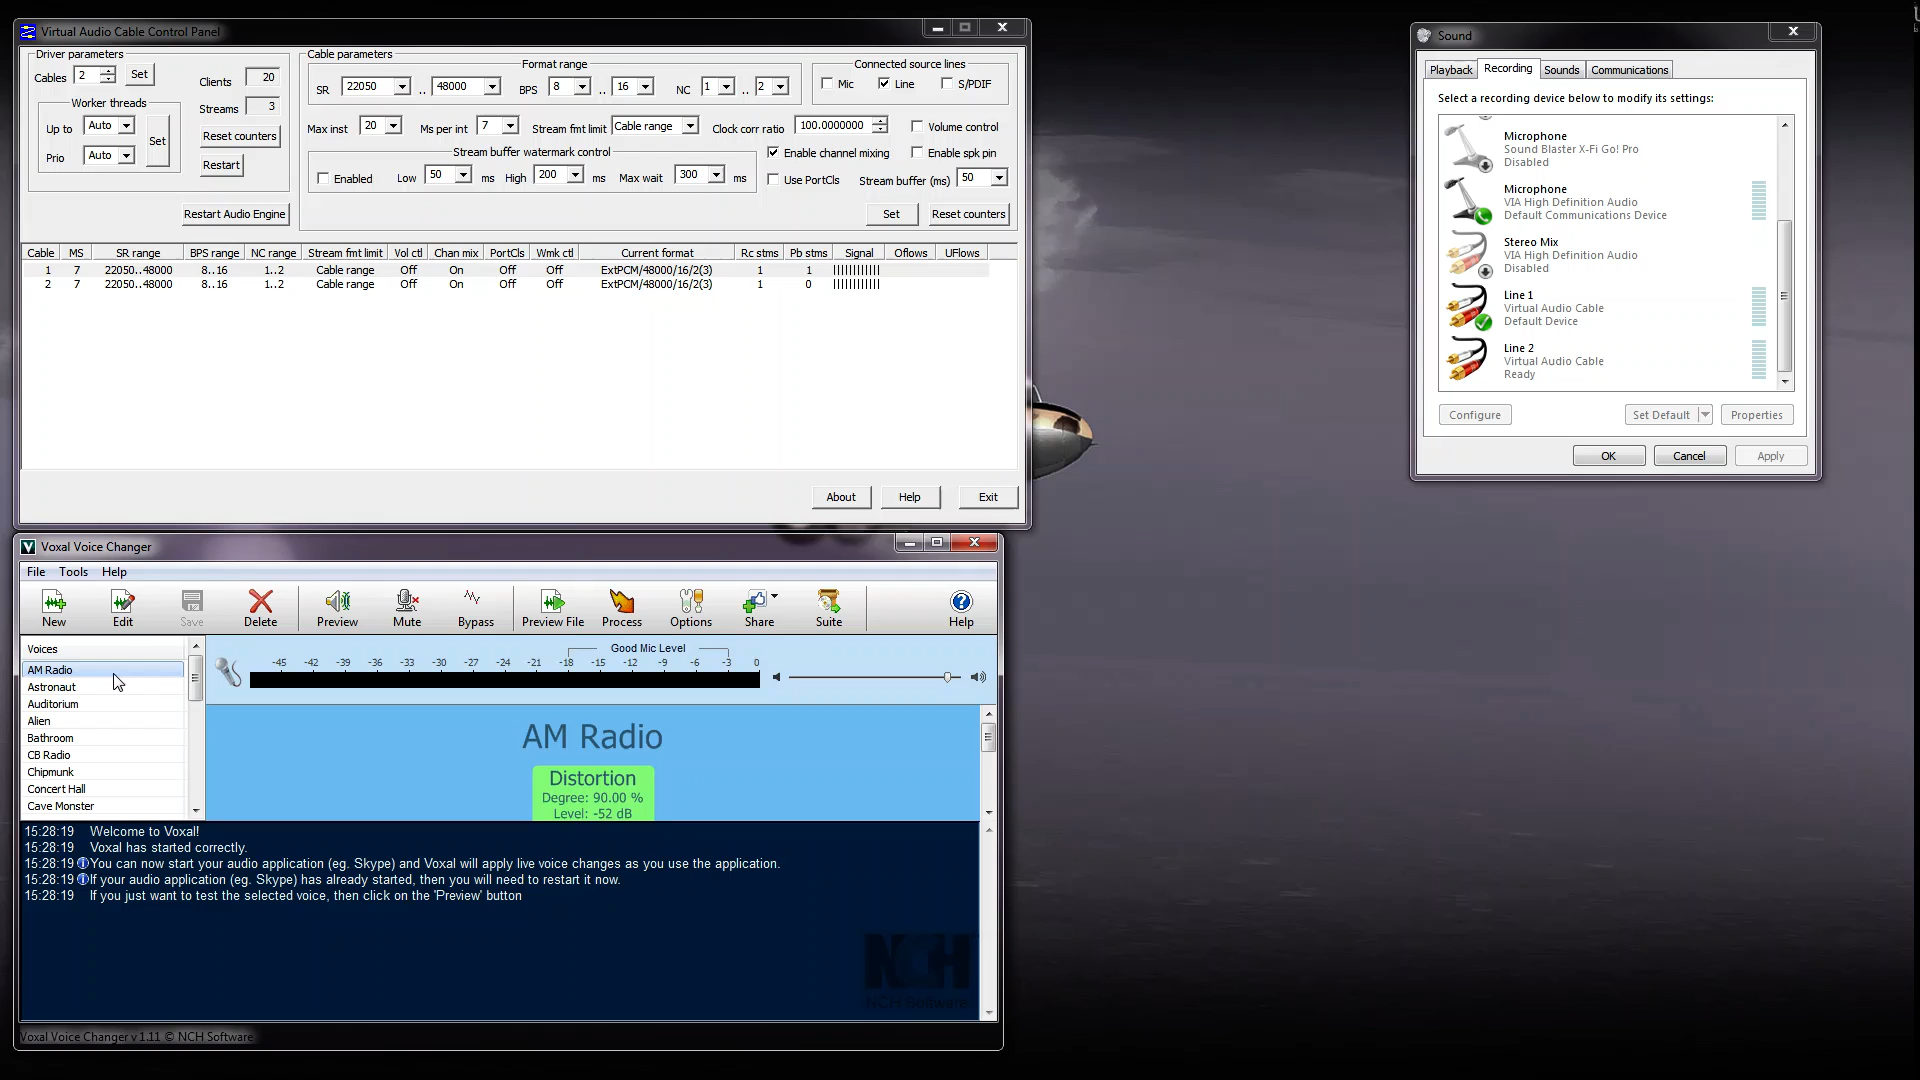 Virtual Audio Cable Control Panel
Driver parameters
Cables 2 Set
Clients 20
Streams 3
Worker threads
Up to Auto
Prio Auto
Set
Reset counters
Restart
Restart Audio Engine
Cable parameters
Format range
SR 22050 .. 48000 BPS 8 .. 16 NC 1 .. 2
Connected source lines
Mic Line S/PDIF
Max inst 20 Ms per int 7 Stream fmt limit Cable range Clock corr ratio 100.0000000 Volume control
Stream buffer watermark control
Enabled Low 50 ms High 200 ms Max wait 300 ms
Enable channel mixing Enable spk pin
Use PortCls Stream buffer (ms) 50
Set Reset counters
Cable MS SR range BPS range NC range Stream fmt limit Vol ctl Chan mix PortCls Wmk ctl Current format Rc stms Pb stms Signal Oflows UFlows
1 7 22050..48000 8..16 1..2 Cable range Off On Off Off ExtPCM/48000/16/2(3) 1 1 ||||||||||||
2 7 22050..48000 8..16 1..2 Cable range Off On Off Off ExtPCM/48000/16/2(3) 1 0 ||||||||||||
About Help Exit
Sound
Playback Recording Sounds Communications
Select a recording device below to modify its settings:
Microphone
Sound Blaster X-Fi Go! Pro
Disabled
Microphone
VIA High Definition Audio
Default Communications Device
Stereo Mix
VIA High Definition Audio
Disabled
Line 1
Virtual Audio Cable
Default Device
Line 2
Virtual Audio Cable
Ready
Configure Set Default Properties
OK Cancel Apply
Voxal Voice Changer
File Tools Help
New Edit Save Delete Preview Mute Bypass Preview File Process Options Share Suite Help
Voices
AM Radio
Astronaut
Auditorium
Alien
Bathroom
CB Radio
Chipmunk
Concert Hall
Cave Monster
Good Mic Level
-45 -42 -39 -36 -33 -30 -27 -24 -21 -18 -15 -12 -9 -6 -3 0
AM Radio
Distortion
Degree: 90.00 %
Level: -52 dB
15:28:19 Welcome to Voxal!
15:28:19 Voxal has started correctly.
15:28:19 You can now start your audio application (eg. Skype) and Voxal will apply live voice changes as you use the application.
15:28:19 If your audio application (eg. Skype) has already started, then you will need to restart it now.
15:28:19 If you just want to test the selected voice, then click on the 'Preview' button
NCH
NCH Software
Voxal Voice Changer v 1.11 © NCH Software